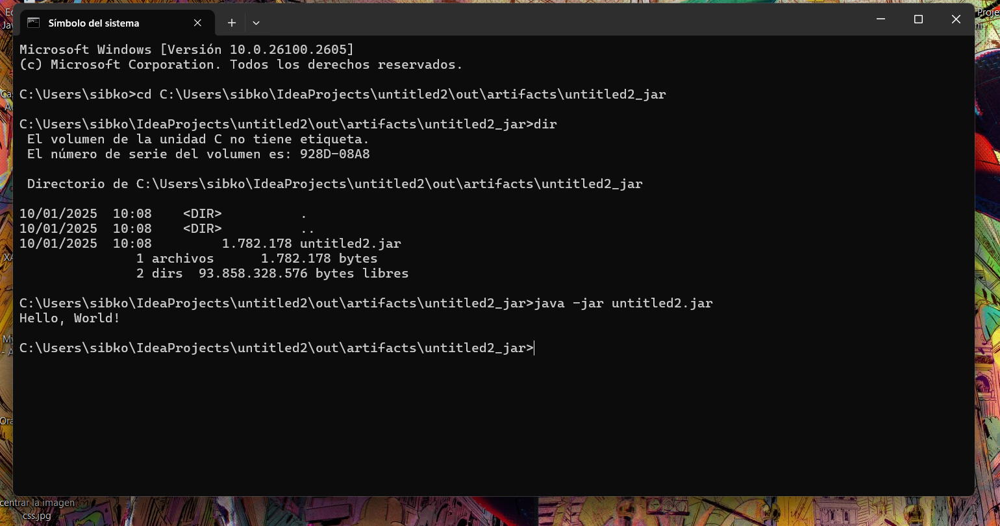 Símbolo del sistema
Microsoft Windows [Versión 10.0.26100.2605]
(c) Microsoft Corporation. Todos los derechos reservados.
C:\Users\sibko>cd C:\Users\sibko\IdeaProjects\untitled2\out\artifacts\untitled2_jar
C:\Users\sibko\IdeaProjects\untitled2\out\artifacts\untitled2_jar>dir
El volumen de la unidad C no tiene etiqueta.
El número de serie del volumen es: 928D-08A8
Directorio de C:\Users\sibko\IdeaProjects\untitled2\out\artifacts\untitled2_jar
10/01/2025  10:08    <DIR>          .
10/01/2025  10:08    <DIR>          ..
10/01/2025  10:08         1.782.178 untitled2.jar
1 archivos      1.782.178 bytes
2 dirs  93.858.328.576 bytes libres
C:\Users\sibko\IdeaProjects\untitled2\out\artifacts\untitled2_jar>java -jar untitled2.jar
Hello, World!
C:\Users\sibko\IdeaProjects\untitled2\out\artifacts\untitled2_jar>
centrar la imagen
css.jpg